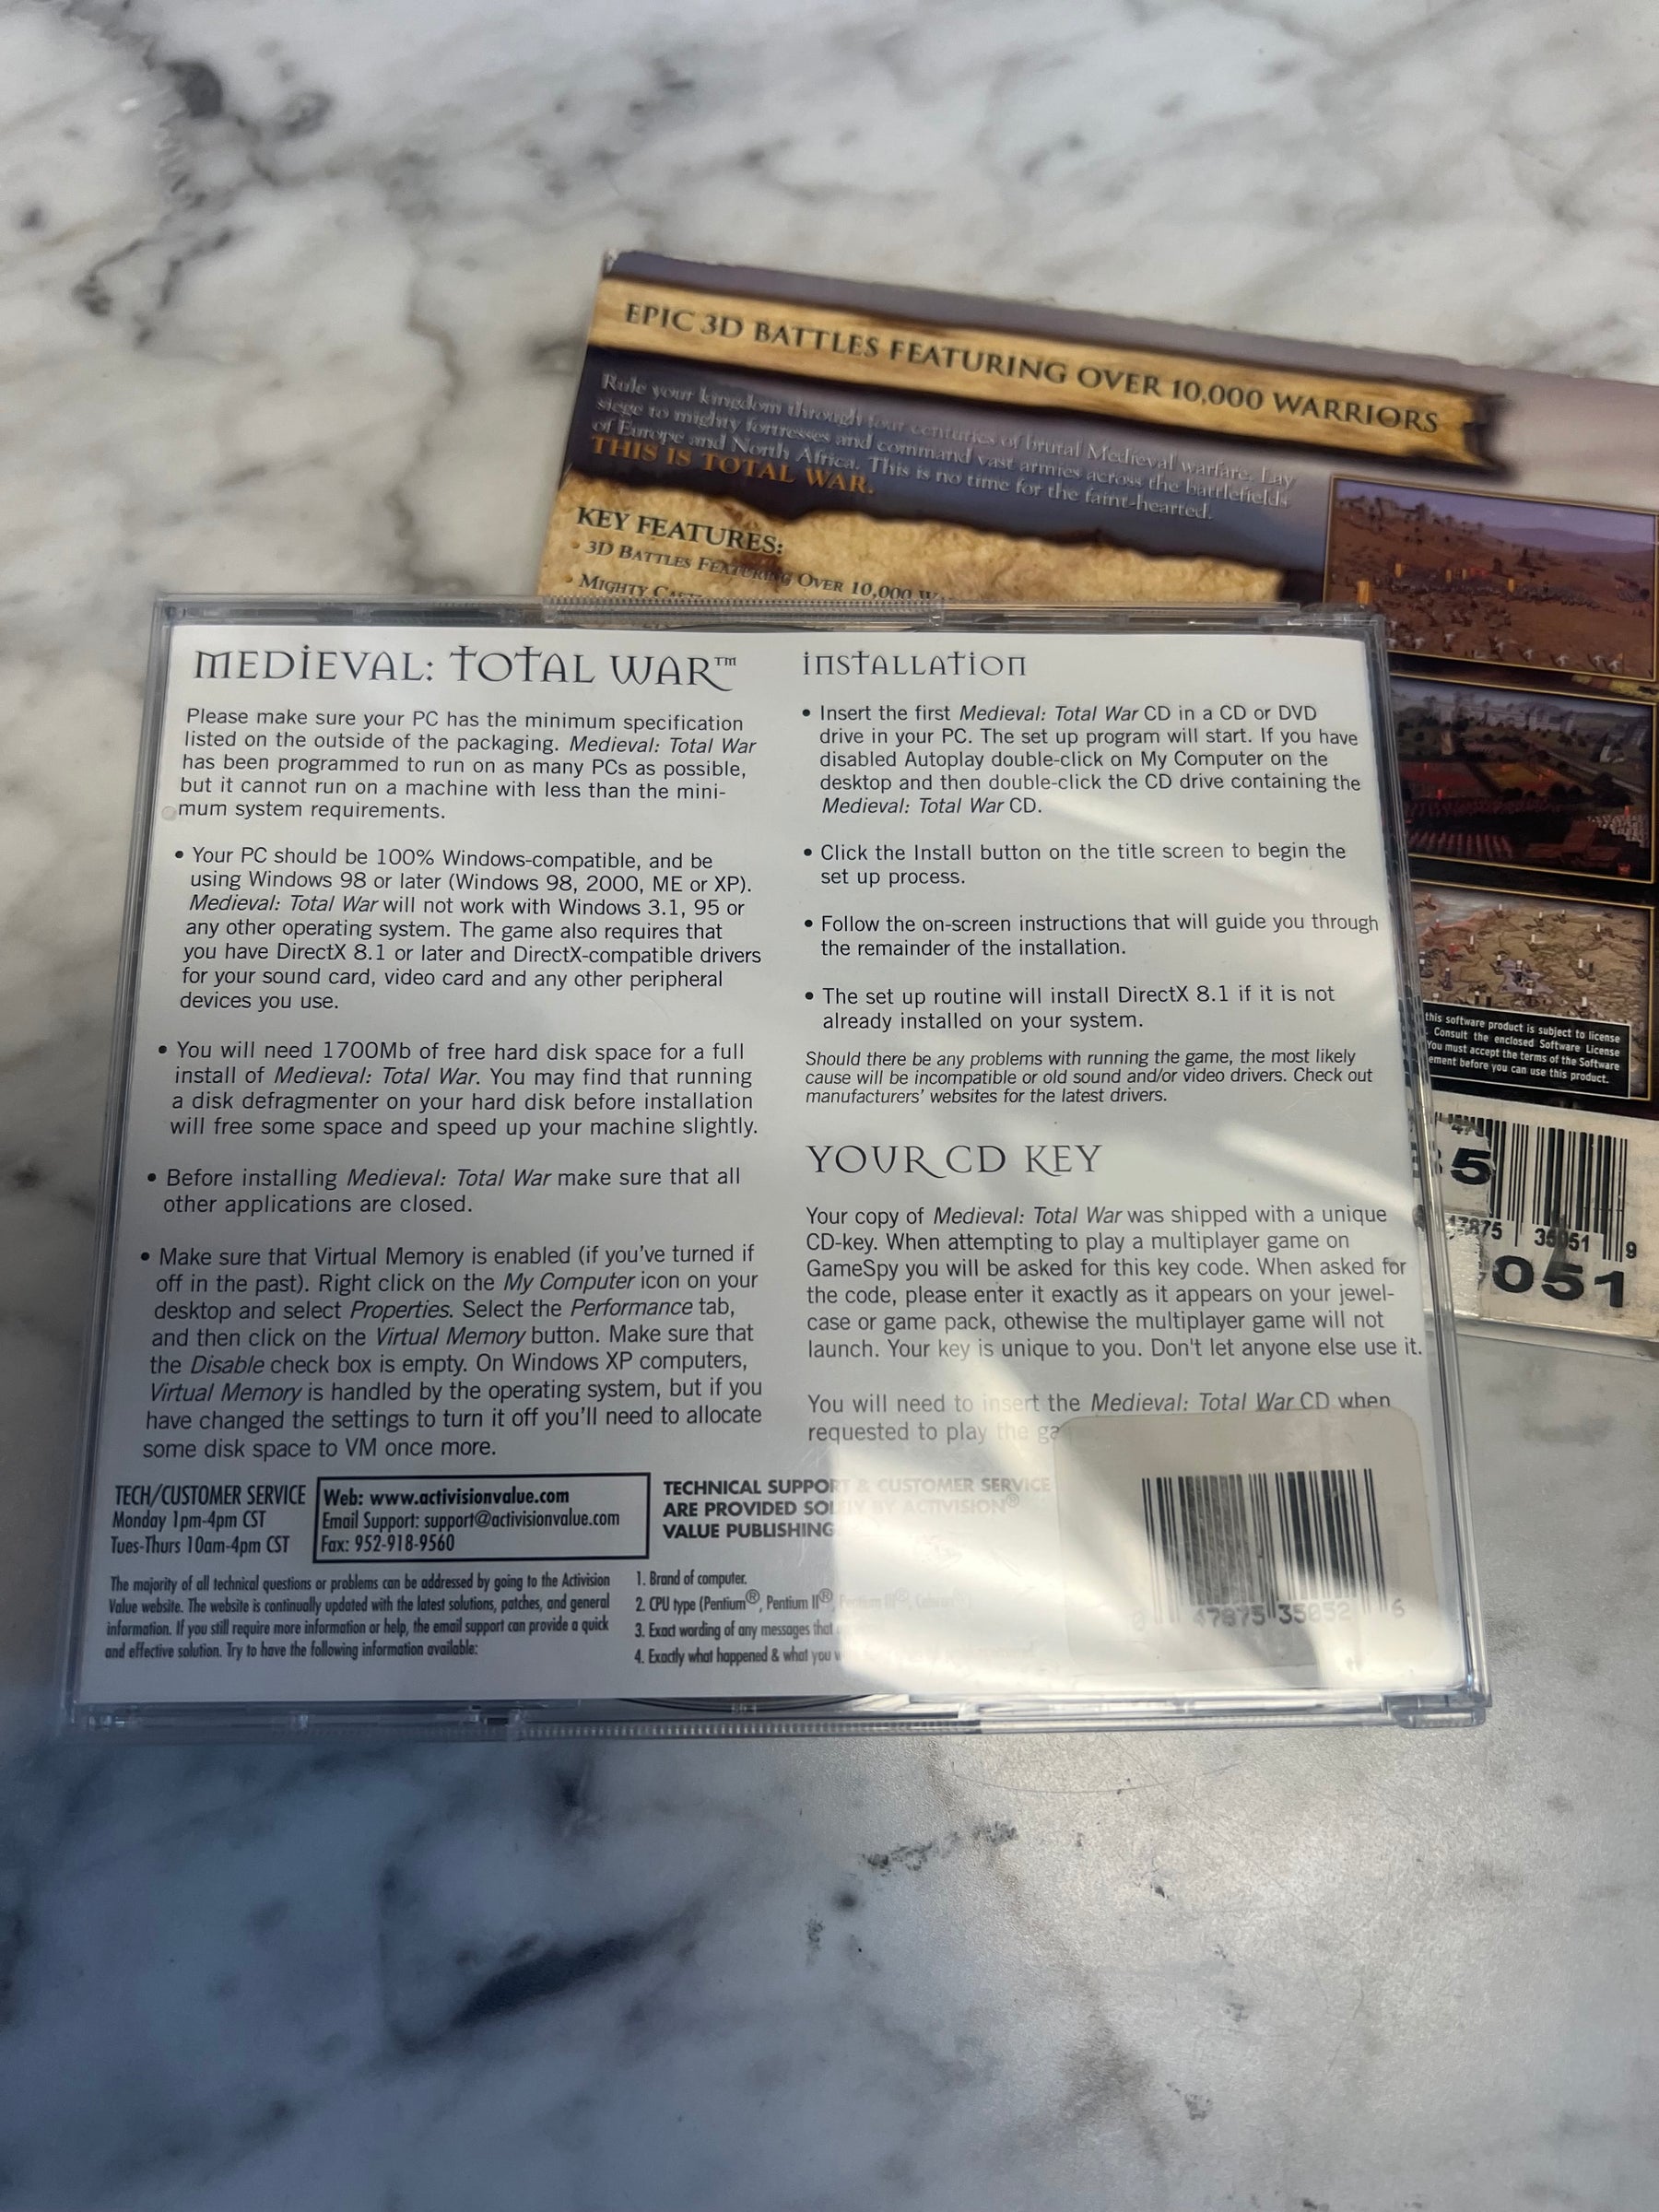 EPIC 3D BATTLES FEATURING OVER 10,000 WARRIORS
Rule your kingdom through four centuries of brutal Medieval warfare. Lay
siege to mighty fortresses and command vast armies across the battlefields
of Europe and North Africa. This is no time for the faint-hearted.
THIS IS TOTAL WAR.
KEY FEATURES:
• 3D BATTLES FEATURING OVER 10,000 W
• MIGHTY
this software product is subject to license
. Consult the enclosed Software License
You must accept the terms of the Software
ement before you can use this product.
5
47875 35051 9
051
MEDIEVAL: TOTAL WAR™
Please make sure your PC has the minimum specification
listed on the outside of the packaging. Medieval: Total War
has been programmed to run on as many PCs as possible,
but it cannot run on a machine with less than the mini-
mum system requirements.
• Your PC should be 100% Windows-compatible, and be
using Windows 98 or later (Windows 98, 2000, ME or XP).
Medieval: Total War will not work with Windows 3.1, 95 or
any other operating system. The game also requires that
you have DirectX 8.1 or later and DirectX-compatible drivers
for your sound card, video card and any other peripheral
devices you use.
• You will need 1700Mb of free hard disk space for a full
install of Medieval: Total War. You may find that running
a disk defragmenter on your hard disk before installation
will free some space and speed up your machine slightly.
• Before installing Medieval: Total War make sure that all
other applications are closed.
• Make sure that Virtual Memory is enabled (if you've turned if
off in the past). Right click on the My Computer icon on your
desktop and select Properties. Select the Performance tab,
and then click on the Virtual Memory button. Make sure that
the Disable check box is empty. On Windows XP computers,
Virtual Memory is handled by the operating system, but if you
have changed the settings to turn it off you'll need to allocate
some disk space to VM once more.
INSTALLATION
• Insert the first Medieval: Total War CD in a CD or DVD
drive in your PC. The set up program will start. If you have
disabled Autoplay double-click on My Computer on the
desktop and then double-click the CD drive containing the
Medieval: Total War CD.
• Click the Install button on the title screen to begin the
set up process.
• Follow the on-screen instructions that will guide you through
the remainder of the installation.
• The set up routine will install DirectX 8.1 if it is not
already installed on your system.
Should there be any problems with running the game, the most likely
cause will be incompatible or old sound and/or video drivers. Check out
manufacturers' websites for the latest drivers.
YOUR CD KEY
Your copy of Medieval: Total War was shipped with a unique
CD-key. When attempting to play a multiplayer game on
GameSpy you will be asked for this key code. When asked for
the code, please enter it exactly as it appears on your jewel-
case or game pack, othewise the multiplayer game will not
launch. Your key is unique to you. Don't let anyone else use it.
You will need to insert the Medieval: Total War CD when
requested to play the ga
TECH/CUSTOMER SERVICE
Monday 1pm-4pm CST
Tues-Thurs 10am-4pm CST
Web: www.activisionvalue.com
Email Support: support@activisionvalue.com
Fax: 952-918-9560
TECHNICAL SUPPORT & CUSTOMER SERVICE
ARE PROVIDED SOLELY BY ACTIVISION®
VALUE PUBLISHING
The majority of all technical questions or problems can be addressed by going to the Activision
Value website. The website is continually updated with the latest solutions, patches, and general
information. If you still require more information or help, the email support can provide a quick
and effective solution. Try to have the following information available:
1. Brand of computer.
2. CPU type (Pentium®, Pentium II®, Pentium III®,
3. Exact wording of any messages that
4. Exactly what happened & what you w
0 47875 35052 6